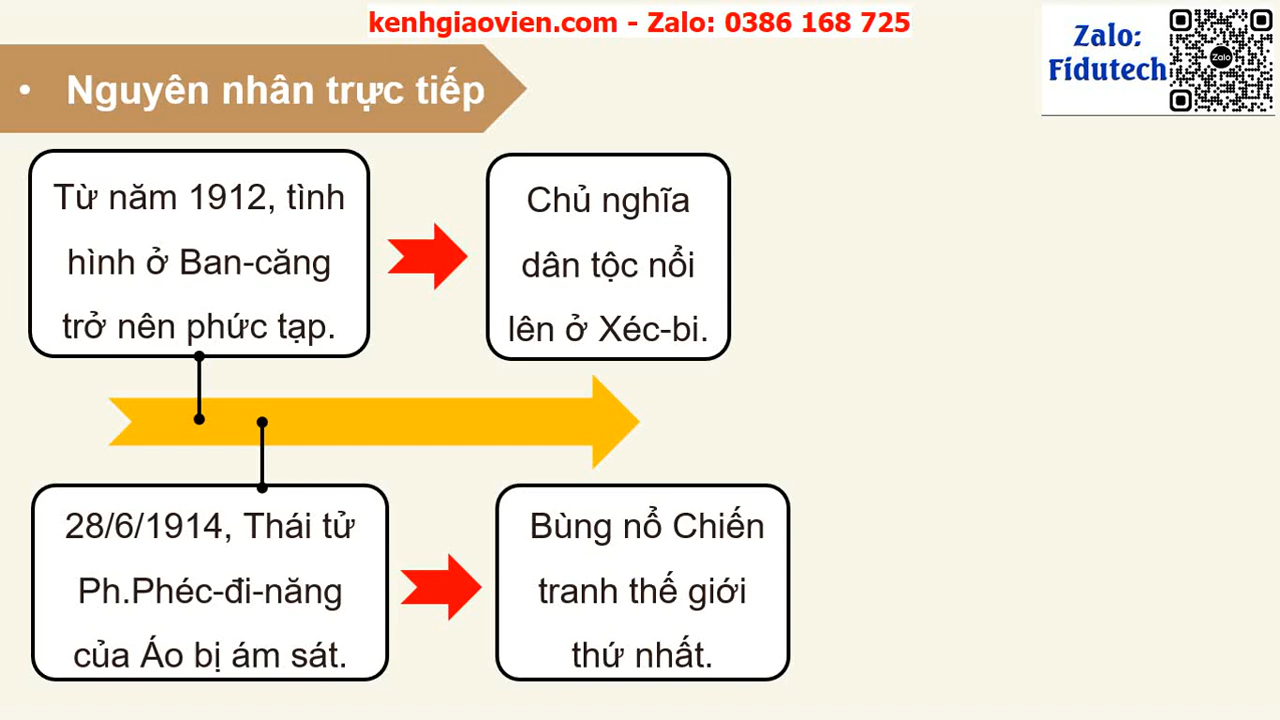 kenhgiaovien.com - Zalo: 0386 168 725
Zalo:
Fidutech
Zalo
• Nguyên nhân trực tiếp
Từ năm 1912, tình
hình ở Ban-căng
trở nên phức tạp.
Chủ nghĩa
dân tộc nổi
lên ở Xéc-bi.
28/6/1914, Thái tử
Ph.Phéc-đi-năng
của Áo bị ám sát.
Bùng nổ Chiến
tranh thế giới
thứ nhất.